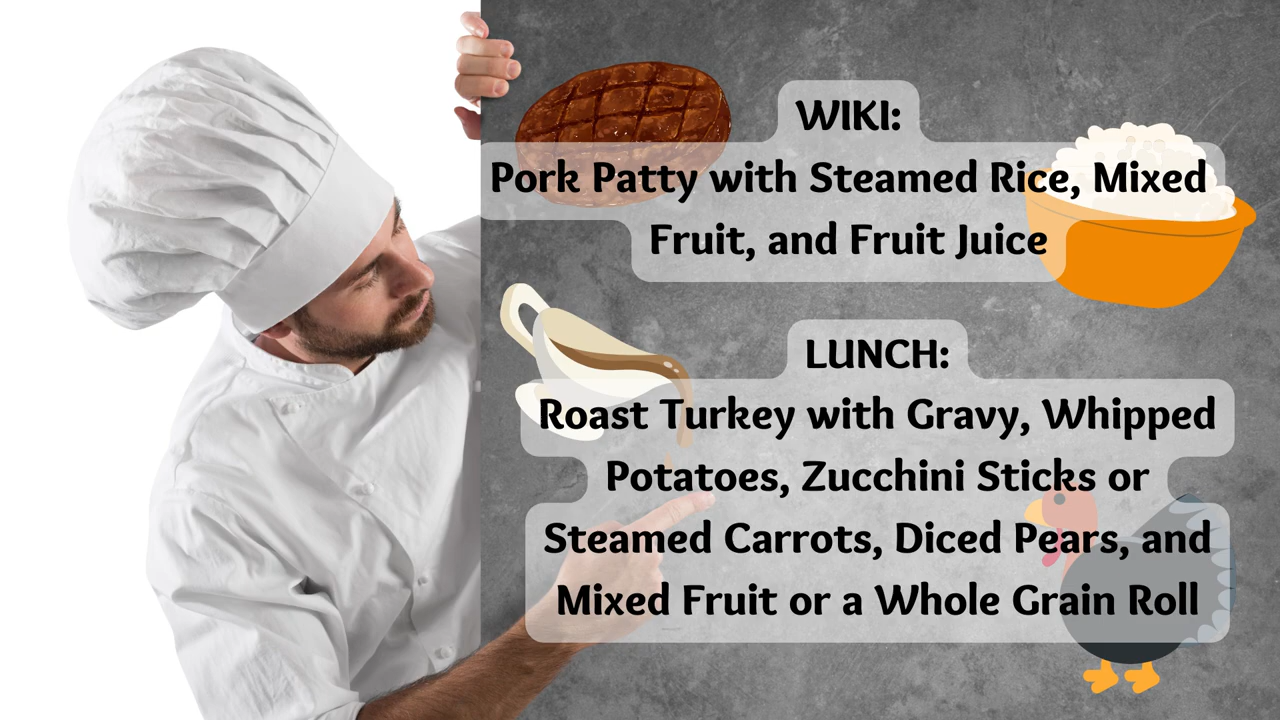 WIKI:
Pork Patty with Steamed Rice, Mixed
Fruit, and Fruit Juice
LUNCH:
Roast Turkey with Gravy, Whipped
Potatoes, Zucchini Sticks or
Steamed Carrots, Diced Pears, and
Mixed Fruit or a Whole Grain Roll